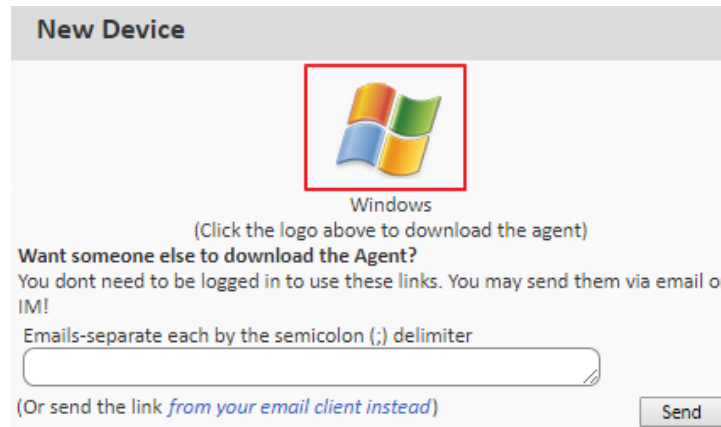 New Device
Windows
(Click the logo above to download the agent)
Want someone else to download the Agent?
You dont need to be logged in to use these links. You may send them via email o
IM!
Emails-separate each by the semicolon (;) delimiter
(Or send the link from your email client instead)
Send